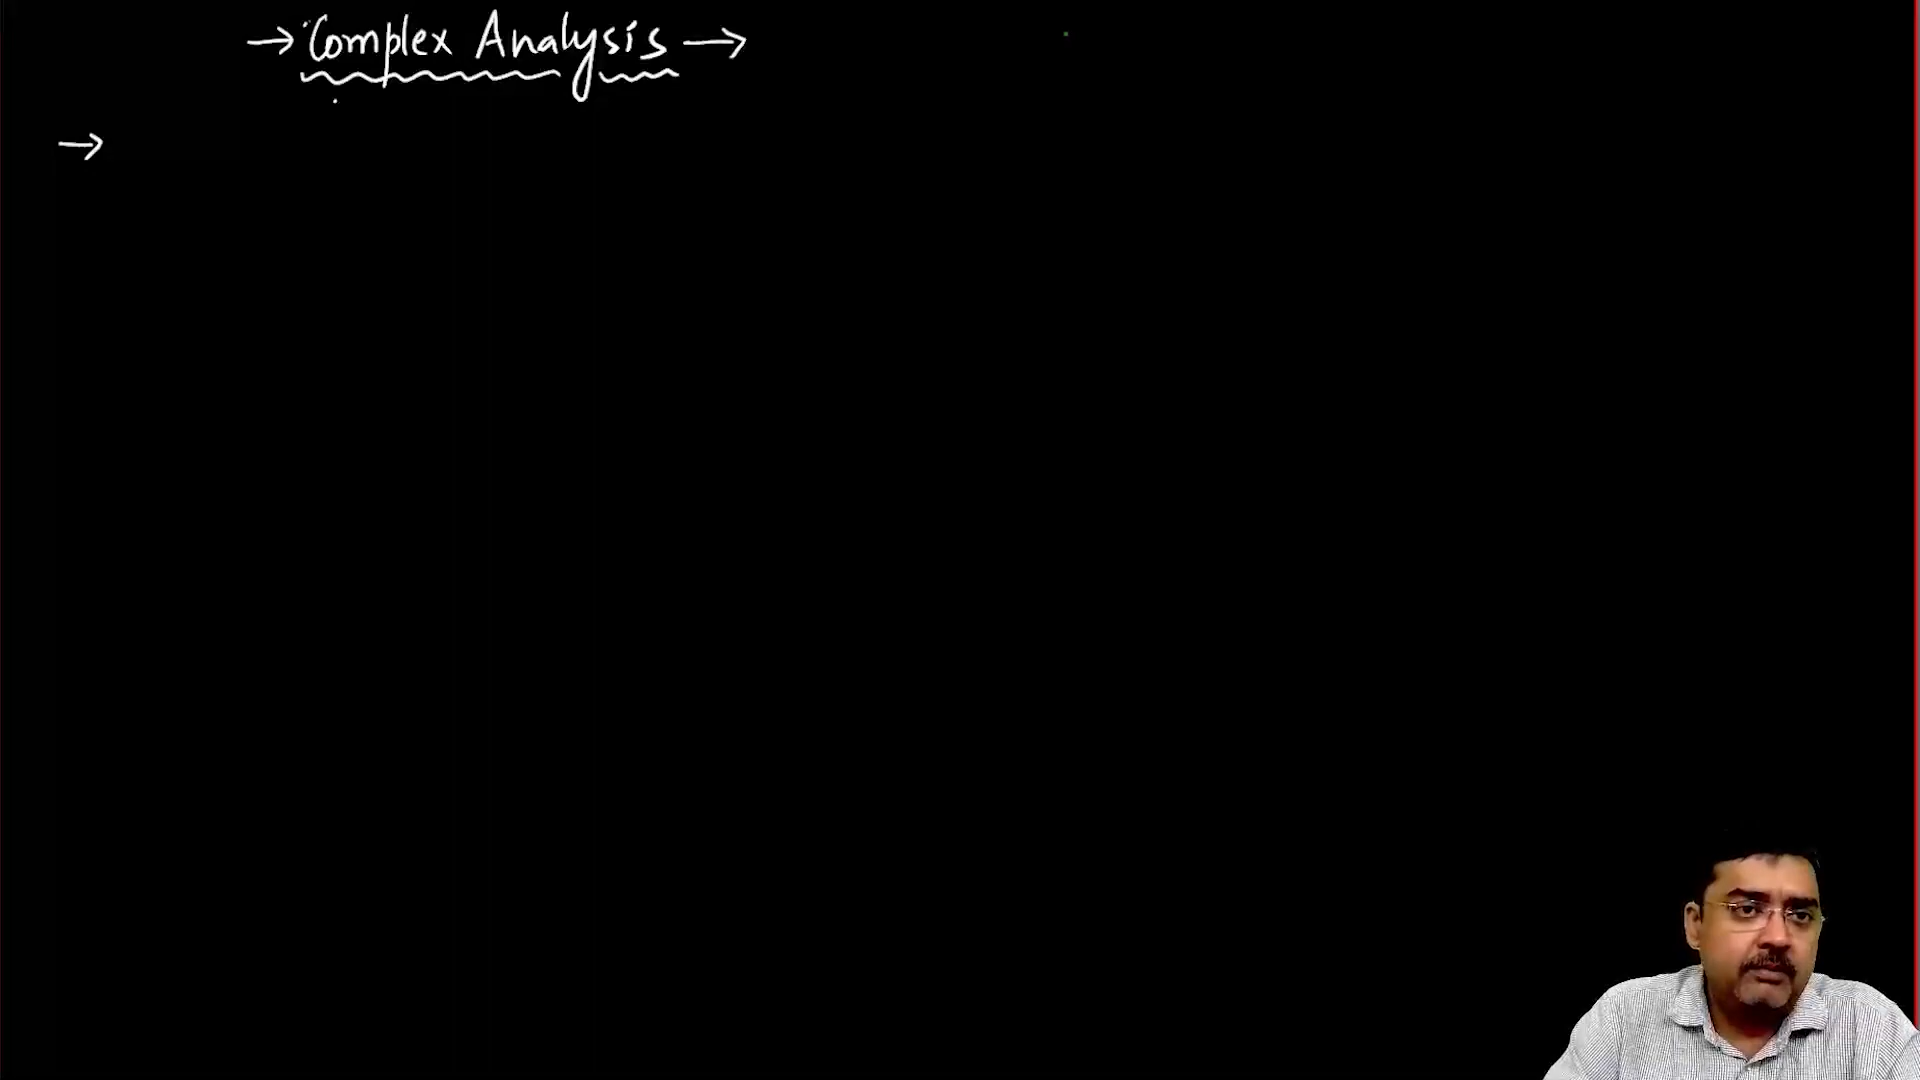 → Complex Analysis →
→